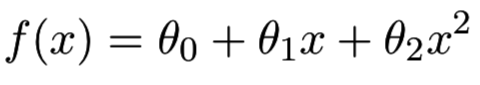 f(x) = θ₀ + θ₁x + θ₂x²